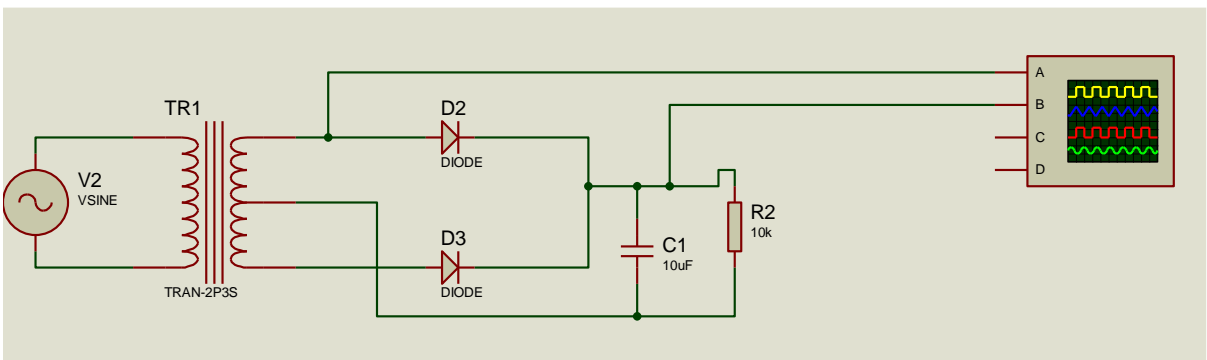 TR1
TRAN-2P3S
V2
VSINE
D2
DIODE
D3
DIODE
C1
10uF
R2
10k
A
B
C
D